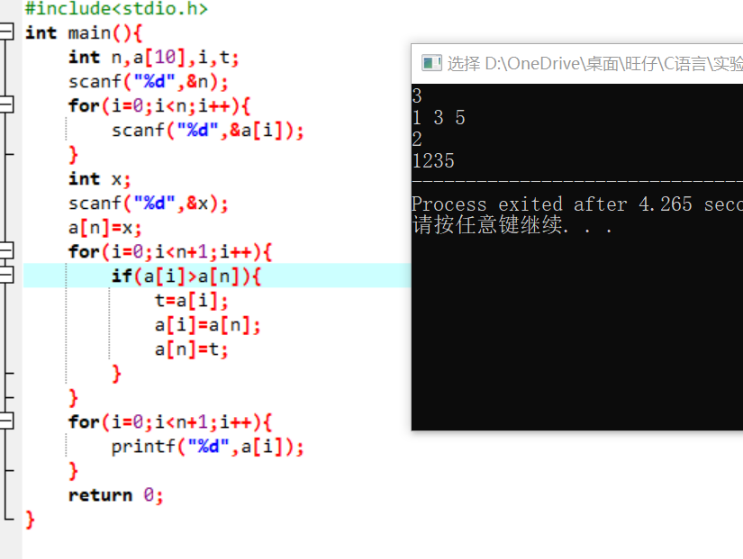 #include<stdio.h>
int main(){
int n,a[10],i,t;
scanf("%d",&n);
for(i=0;i<n;i++){
scanf("%d",&a[i]);
}
int x;
scanf("%d",&x);
a[n]=x;
for(i=0;i<n+1;i++){
if(a[i]>a[n]){
t=a[i];
a[i]=a[n];
a[n]=t;
}
}
for(i=0;i<n+1;i++){
printf("%d",a[i]);
}
return 0;
}
选择 D:\OneDrive\桌面\旺仔\C语言\实验
3
1 3 5
2
1235
--------------------------------
Process exited after 4.265 seco
请按任意键继续. . .